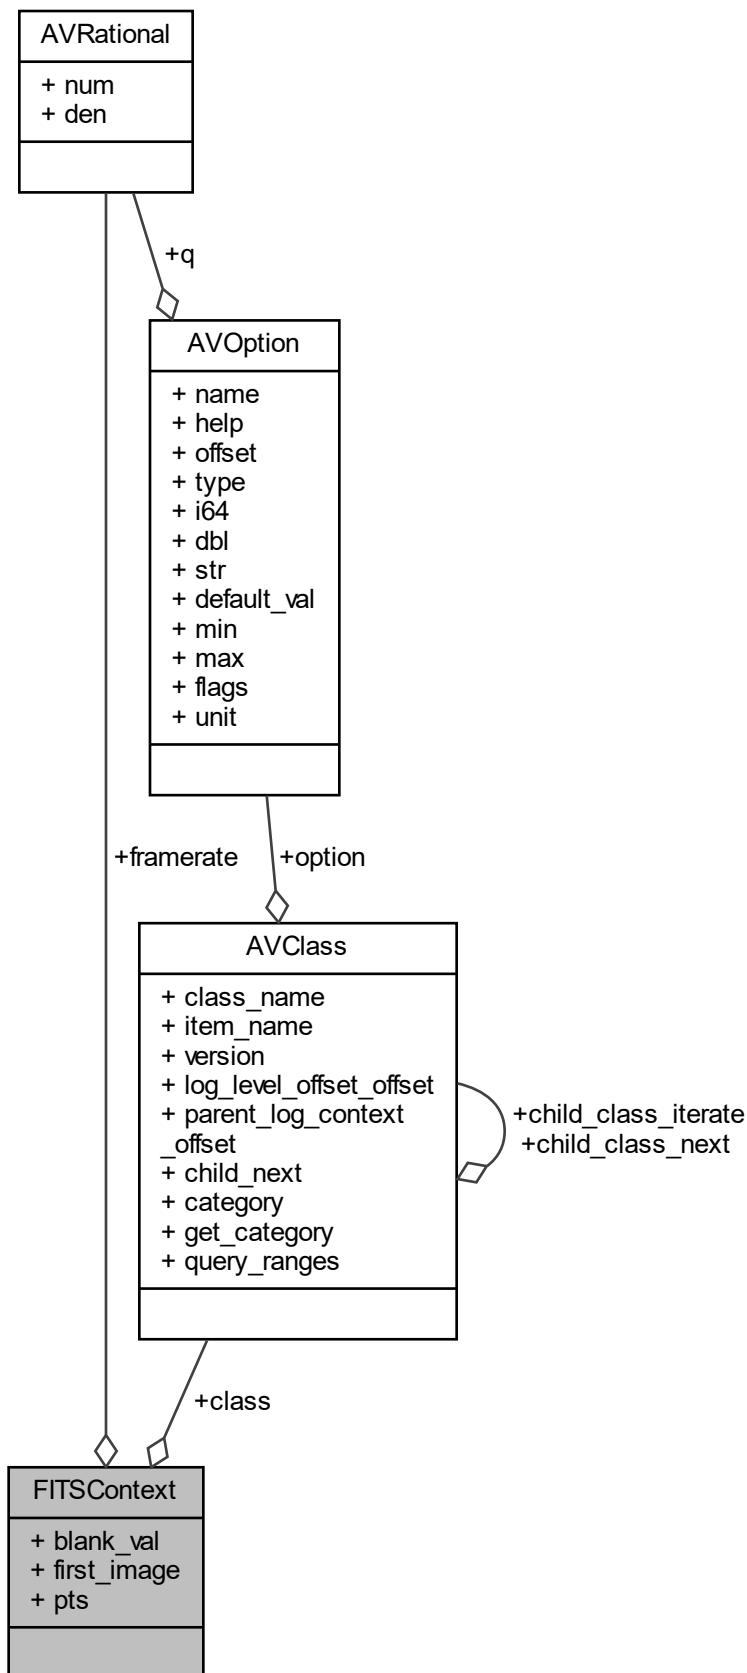 AVRational
+ num
+ den
+q
AVOption
+ name
+ help
+ offset
+ type
+ i64
+ dbl
+ str
+ default_val
+ min
+ max
+ flags
+ unit
+framerate
+option
AVClass
+ class_name
+ item_name
+ version
+ log_level_offset_offset
+ parent_log_context
_offset
+ child_next
+ category
+ get_category
+ query_ranges
+child_class_iterate
+child_class_next
+class
FITSContext
+ blank_val
+ first_image
+ pts